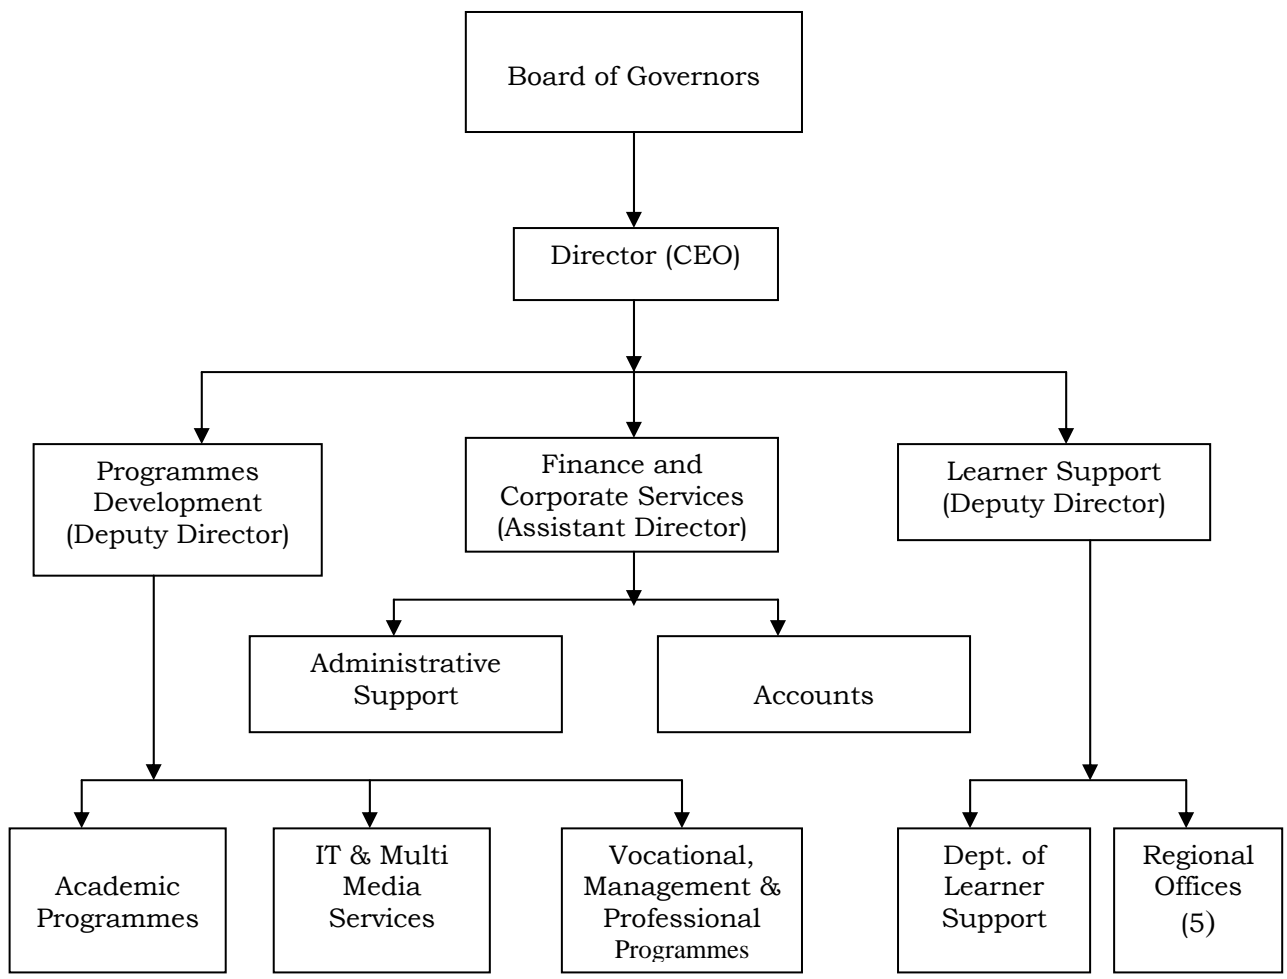 Board of Governors
Director (CEO)
Programmes
Development
(Deputy Director)
Finance and
Corporate Services
(Assistant Director)
Learner Support
(Deputy Director)
Administrative
Support
Accounts
Academic
Programmes
IT & Multi
Media
Services
Vocational,
Management &
Professional
Programmes
Dept. of
Learner
Support
Regional
Offices
(5)